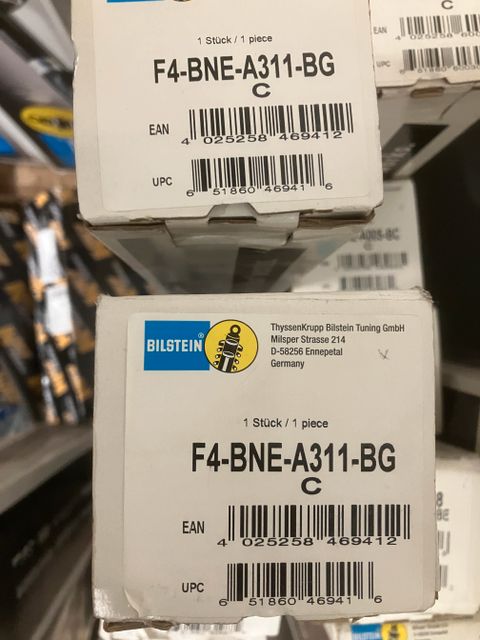 1 Stück / 1 piece
F4-BNE-A311-BG
C
EAN
4 025258 469412
UPC
6 51860 46941 6
C
EAN
UPC
BILSTEIN®
ThyssenKrupp Bilstein Tuning GmbH
Milsper Strasse 214
D-58256 Ennepetal
Germany
1 Stück / 1 piece
F4-BNE-A311-BG
C
EAN
4 025258 469412
UPC
6 51860 46941 6